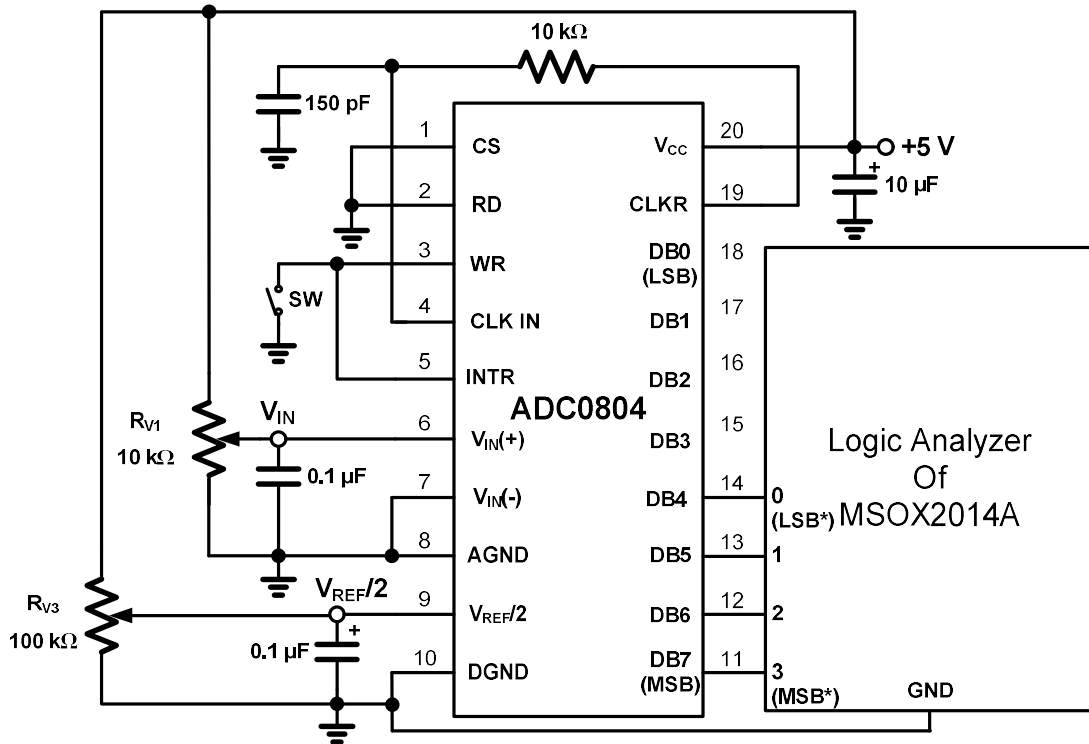 10 kΩ
150 pF
1
CS
2
RD
3
WR
SW
4
CLK IN
5
INTR
ADC0804
VIN
6
VIN(+)
RV1
10 kΩ
0.1 µF
7
VIN(-)
8
AGND
VREF/2
9
VREF/2
RV3
100 kΩ
0.1 µF
+
10
DGND
VCC
20
+5 V
+
10 µF
CLKR
19
DB0
(LSB)
18
DB1
17
DB2
16
DB3
15
DB4
14
0
(LSB*)
DB5
13
1
DB6
12
2
DB7
(MSB)
11
3
(MSB*)
GND
Logic Analyzer
Of
MSOX2014A